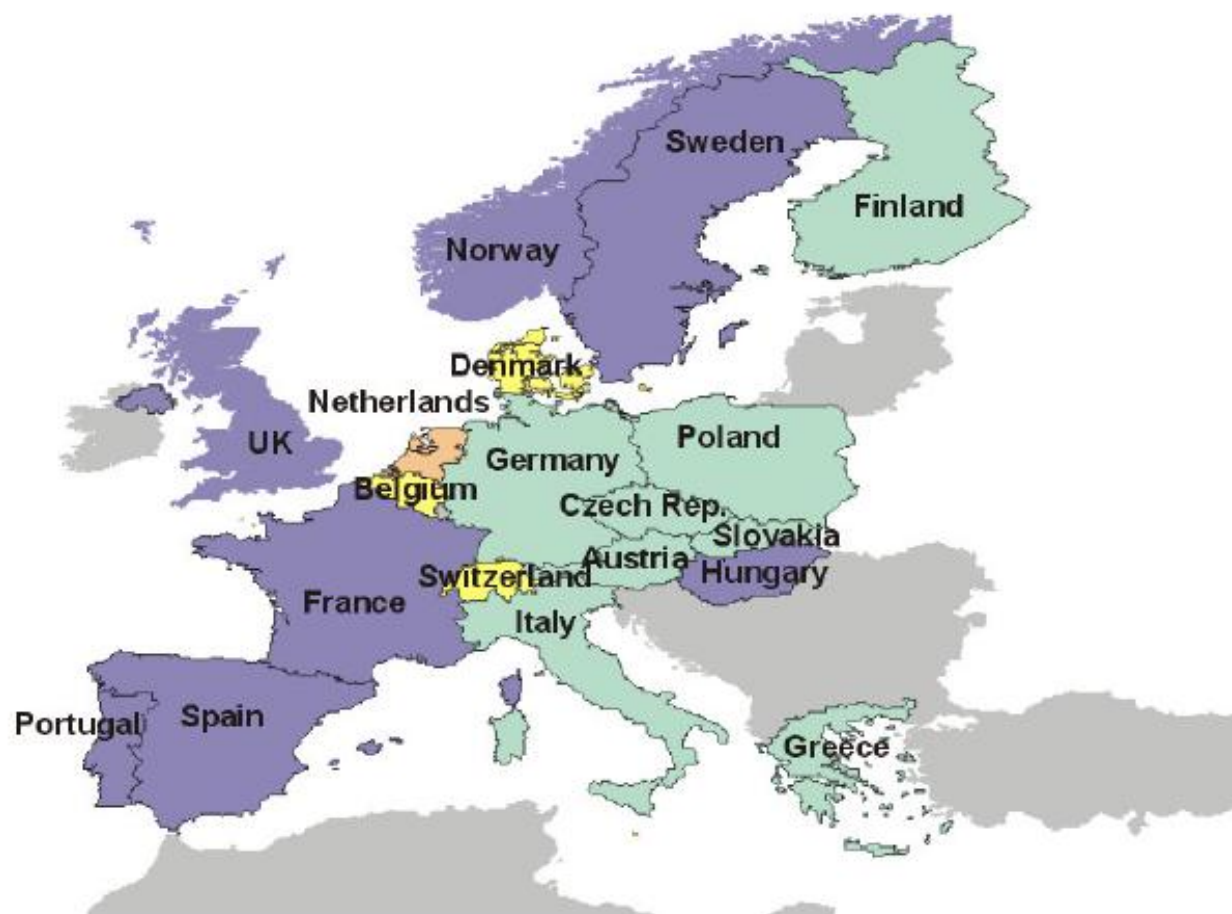 Sweden
Finland
Norway
Denmark
Netherlands
UK
Poland
Germany
Belgium
Czech Rep.
Slovakia
Austria
Switzerland
Hungary
France
Italy
Portugal
Spain
Greece